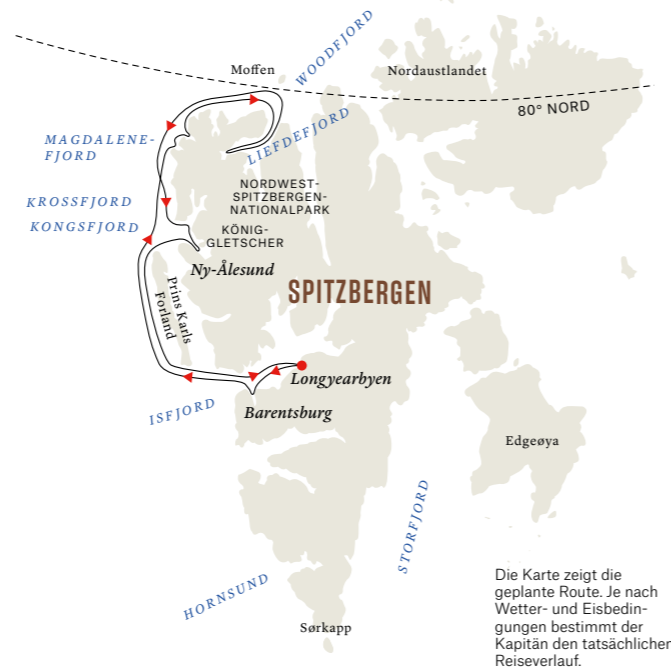 WOODFJORD
Moffen
Nordaustlandet
80° NORD
MAGDALENE-
FJORD
LIEFDEFJORD
NORDWEST-
SPITZBERGEN-
NATIONALPARK
KROSSFJORD
KONGSFJORD
KÖNIG-
GLETSCHER
Ny-Ålesund
SPITZBERGEN
Prins Karls
Forland
Longyearbyen
ISFJORD
Barentsburg
Edgeøya
STORFJORD
HORNSUND
Sørkapp
Die Karte zeigt die
geplante Route. Je nach
Wetter- und Eisbedin-
gungen bestimmt der
Kapitän den tatsächlichen
Reiseverlauf.